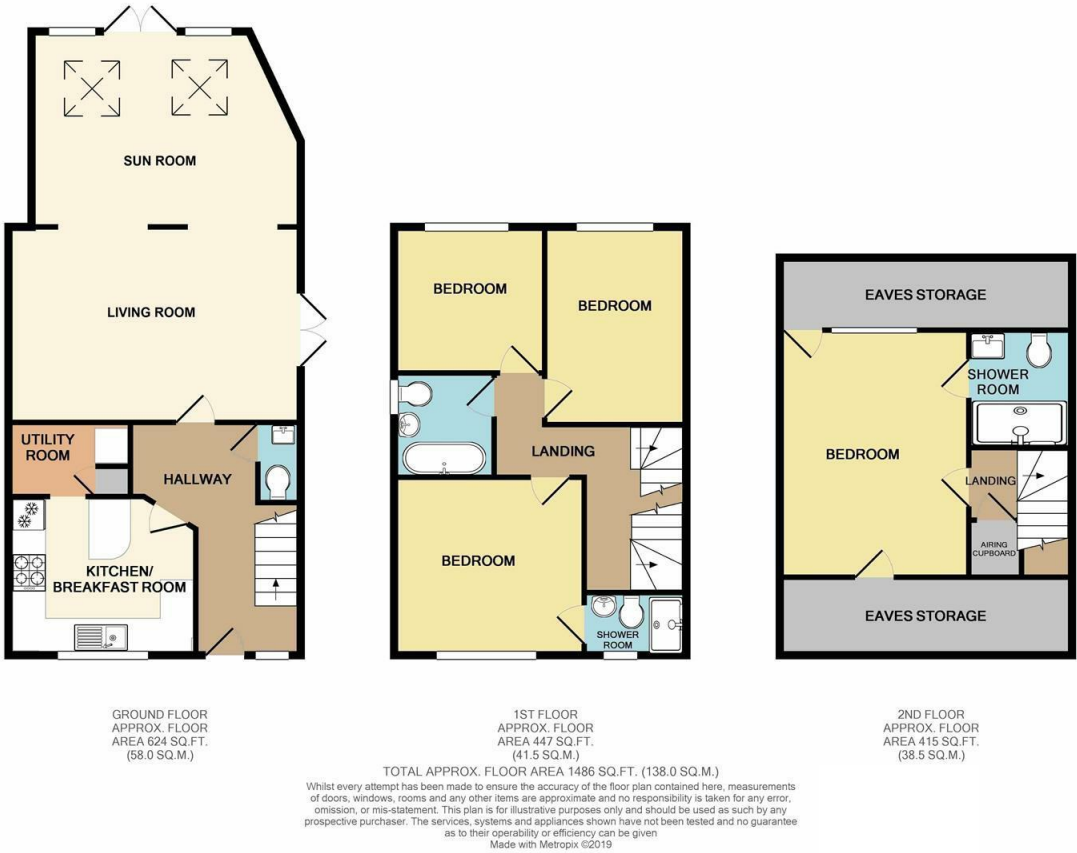 SUN ROOM
LIVING ROOM
UTILITY
ROOM
HALLWAY
KITCHEN/
BREAKFAST ROOM
BEDROOM
BEDROOM
LANDING
BEDROOM
SHOWER
ROOM
EAVES STORAGE
SHOWER
ROOM
BEDROOM
LANDING
AIRING
CUPBOARD
EAVES STORAGE
GROUND FLOOR
APPROX. FLOOR
AREA 624 SQ.FT.
(58.0 SQ.M.)
1ST FLOOR
APPROX. FLOOR
AREA 447 SQ.FT.
(41.5 SQ.M.)
2ND FLOOR
APPROX. FLOOR
AREA 415 SQ.FT.
(38.5 SQ.M.)
TOTAL APPROX. FLOOR AREA 1486 SQ.FT. (138.0 SQ.M.)
Whilst every attempt has been made to ensure the accuracy of the floor plan contained here, measurements
of doors, windows, rooms and any other items are approximate and no responsibility is taken for any error,
omission, or mis-statement. This plan is for illustrative purposes only and should be used as such by any
prospective purchaser. The services, systems and appliances shown have not been tested and no guarantee
as to their operability or efficiency can be given
Made with Metropix ©2019